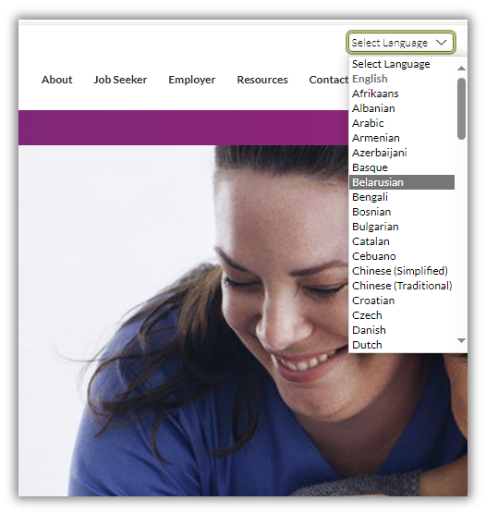 Select Language
Select Language
About Job Seeker Employer Resources Contact
English
Afrikaans
Albanian
Arabic
Armenian
Azerbaijani
Basque
Belarusian
Bengali
Bosnian
Bulgarian
Catalan
Cebuano
Chinese (Simplified)
Chinese (Traditional)
Croatian
Czech
Danish
Dutch